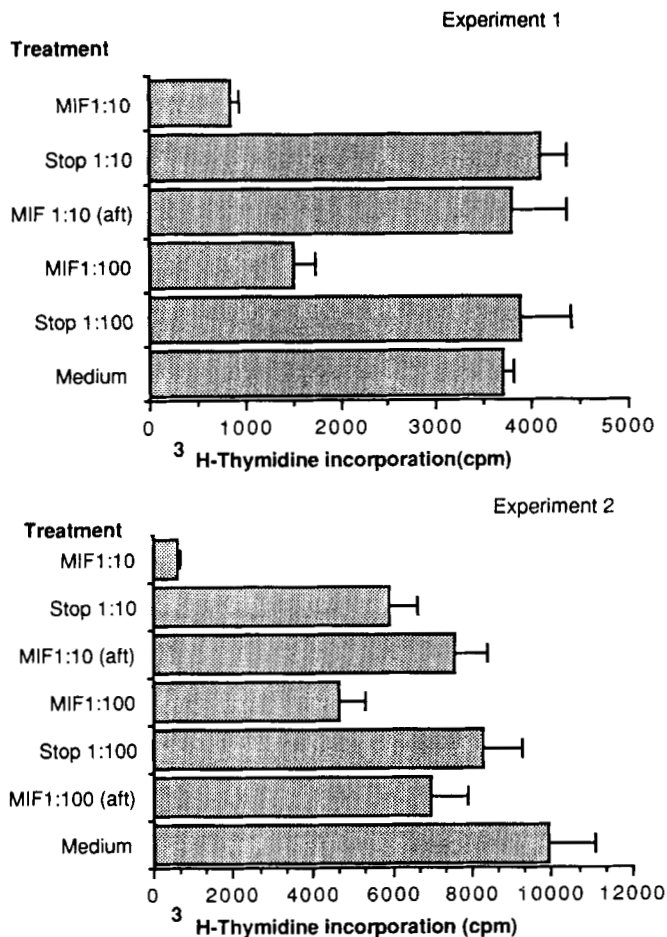 Experiment 1
Treatment
MIF1:10
Stop 1:10
MIF 1:10 (aft)
MIF1:100
Stop 1:100
Medium
0 1000 2000 3000 4000 5000
3 H-Thymidine incorporation(cpm)
Experiment 2
Treatment
MIF1:10
Stop 1:10
MIF1:10 (aft)
MIF1:100
Stop 1:100
MIF1:100 (aft)
Medium
0 2000 4000 6000 8000 10000 12000
3 H-Thymidine incorporation (cpm)